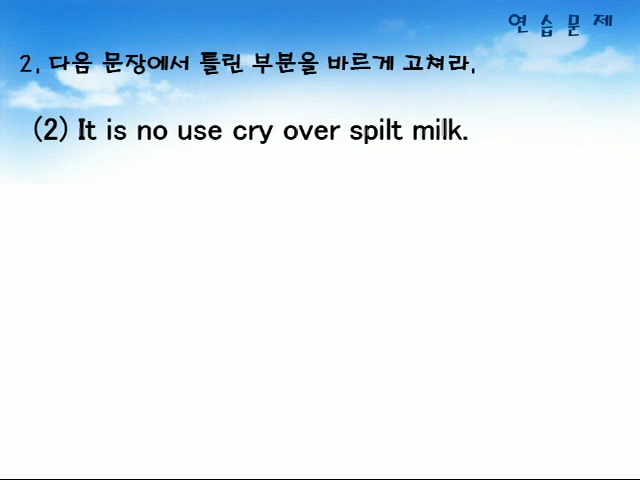 연습문제
2. 다음 문장에서 틀린 부분을 바르게 고쳐라.
(2) It is no use cry over spilt milk.